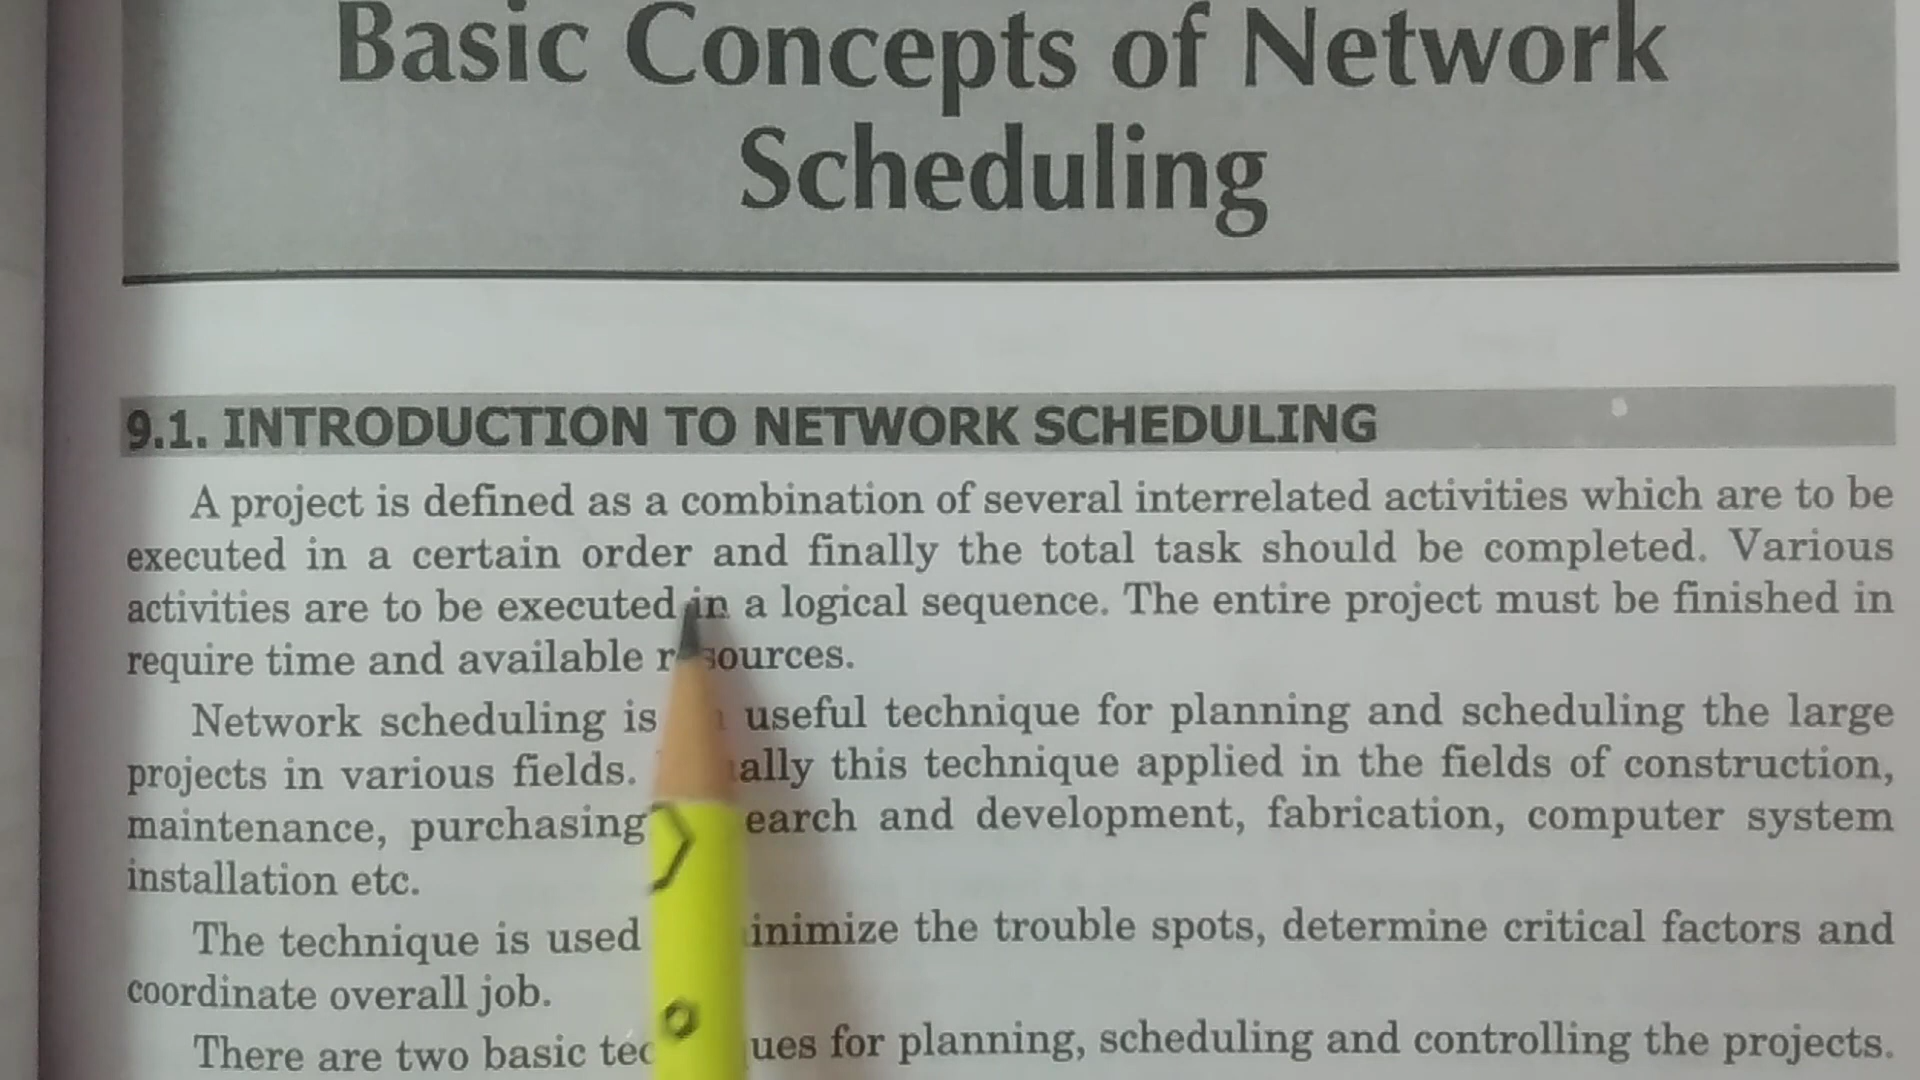 Basic Concepts of Network
Scheduling
9.1. INTRODUCTION TO NETWORK SCHEDULING
A project is defined as a combination of several interrelated activities which are to be
executed in a certain order and finally the total task should be completed. Various
activities are to be executed in a logical sequence. The entire project must be finished in
require time and available
Network scheduling is useful technique for planning and scheduling the large
projects in various fields. this technique applied in the fields of construction,
maintenance, purchasing and development, fabrication, computer system
installation etc.
The technique is used the trouble spots, determine critical factors and
coordinate overall job.
There are two basic for planning, scheduling and controlling the projects.